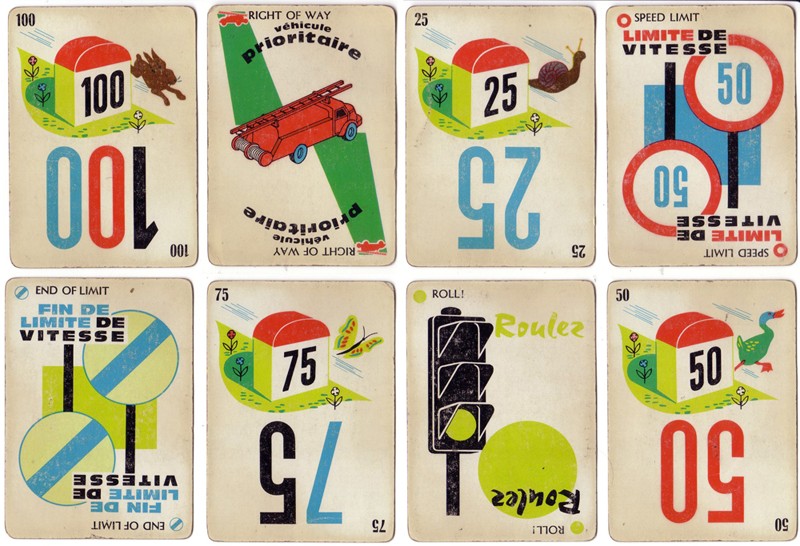 100
100
100
100
RIGHT OF WAY
véhicule
prioritaire
prioritaire
véhicule
RIGHT OF WAY
25
25
25
25
SPEED LIMIT
LIMITE DE
VITESSE
50
50
VITESSE
LIMITE DE
SPEED LIMIT
END OF LIMIT
FIN DE
LIMITE DE
VITESSE
VITESSE
LIMITE DE
FIN DE
END OF LIMIT
75
75
75
75
ROLL!
Roulez
Roulez
ROLL!
50
50
50
50